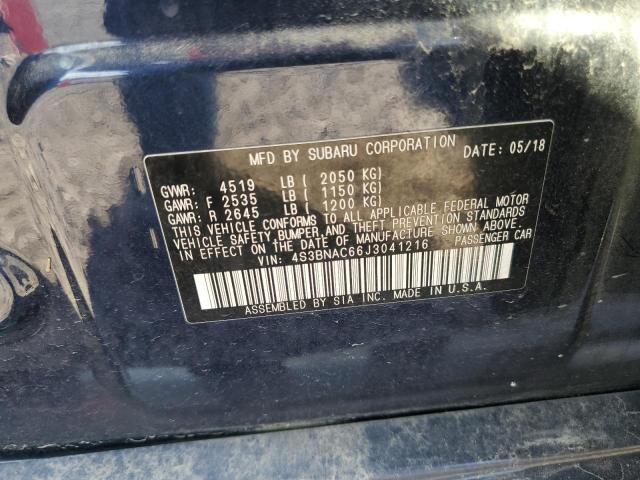 MFD BY SUBARU CORPORATION DATE: 05/18
GVWR: 4519 LB ( 2050 KG)
GAWR: F 2535 LB ( 1150 KG)
GAWR: R 2645 LB ( 1200 KG)
THIS VEHICLE CONFORMS TO ALL APPLICABLE FEDERAL MOTOR
VEHICLE SAFETY BUMPER, AND THEFT PREVENTION STANDARDS
IN EFFECT ON THE DATE OF MANUFACTURE SHOWN ABOVE.
VIN: 4S3BNAC66J3041216 PASSENGER CAR
ASSEMBLED BY SIA INC. MADE IN U.S.A.